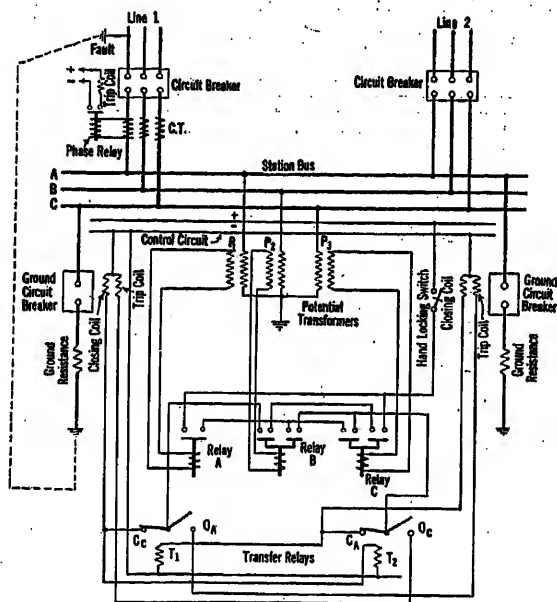 Line 1
Line 2
Fault
+
-
Trip Coil
Circuit Breaker
Circuit Breaker
C.T.
Phase Relay
A
Station Bus
B
C
+
-
Control Circuit
P2
P3
Ground
Circuit
Breaker
Closing Coil
Trip Coil
Potential
Transformers
Hand Locking Switch
Closing Coil
Trip Coil
Ground
Circuit
Breaker
Ground
Resistance
Ground
Resistance
Relay
A
Relay
B
Relay
C
CC
QA
T1
Transfer Relays
CA
T2
QC